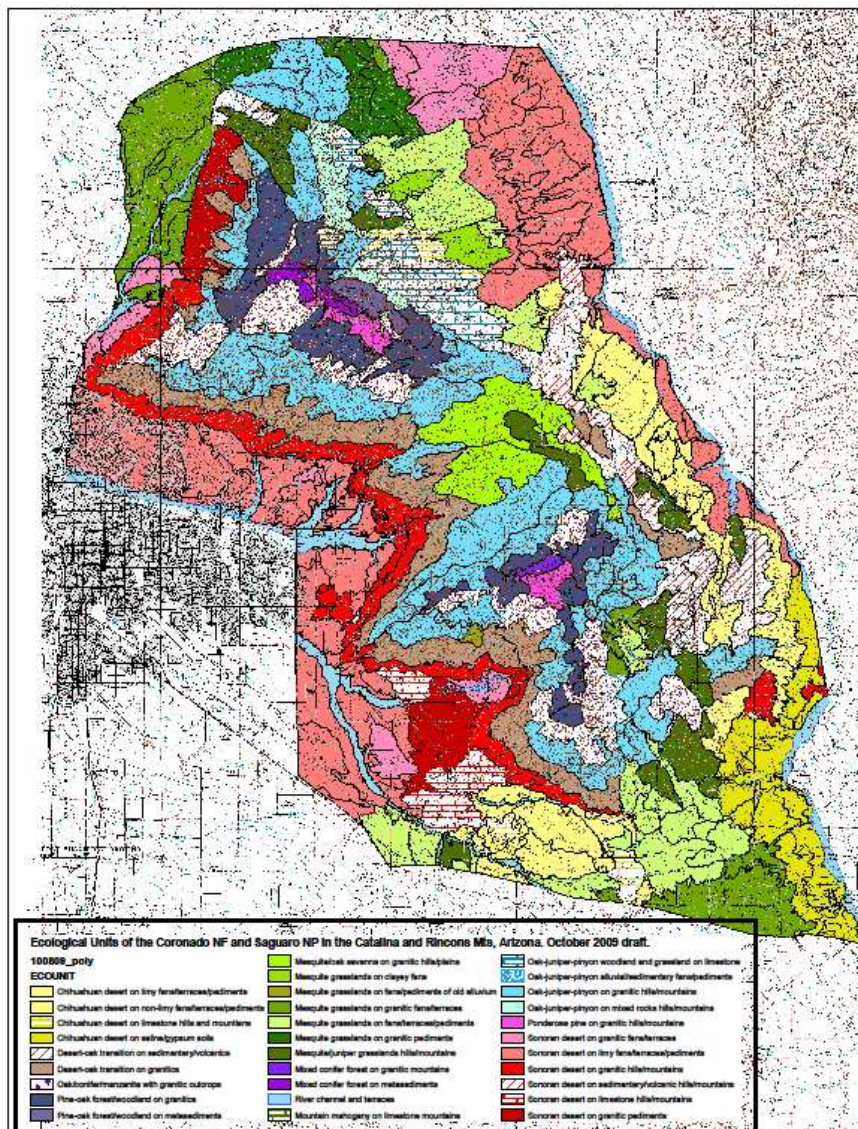 Ecological Units of the Coronado NF and Saguaro NP in the Catalina and Rincons Mts, Arizona. October 2009 draft.
100809_poly
ECOUNIT
Chihuahuan desert on limy fans/terraces/pediments
Chihuahuan desert on non-limy fans/terraces/pediments
Chihuahuan desert on limestone hills and mountians
Chihuahuan desert on saline/gypsum soils
Desert-oak transition on sedimentary/volcanics
Desert-oak transition on granitics
Oak/conifer/manzanita with granitic outcrops
Pine-oak forest/woodland on granitics
Pine-oak forest/woodland on metasediments
Mesquite/oak savanna on granitic hills/plains
Mesquite grasslands on clayey fans
Mesquite grasslands on fans/pediments of old alluvium
Mesquite grasslands on granitic fans/terraces
Mesquite grasslands on fans/terraces/pediments
Mesquite grasslands on granitic pediments
Mesquite/juniper grasslands hills/mountains
Mixed conifer forest on granitic mountains
Mixed conifer forest on metasediments
River channel and terraces
Mountain mahogany on limestone mountains
Oak-juniper-pinyon woodland and grassland on limestone
Oak-juniper-pinyon alluvial/sedimentary fans/pediments
Oak-juniper-pinyon on granitic hills/mountains
Oak-juniper-pinyon on mixed rocks hills/mountains
Ponderosa pine on granitic hills/mountains
Sonoran desert on granitic fans/terraces
Sonoran desert on limy fans/terraces/pediments
Sonoran desert on granitic hills/mountains
Sonoran desert on sedimentary/volcanic hills/mountains
Sonoran desert on limestone hills/mountains
Sonoran desert on granitic pediments